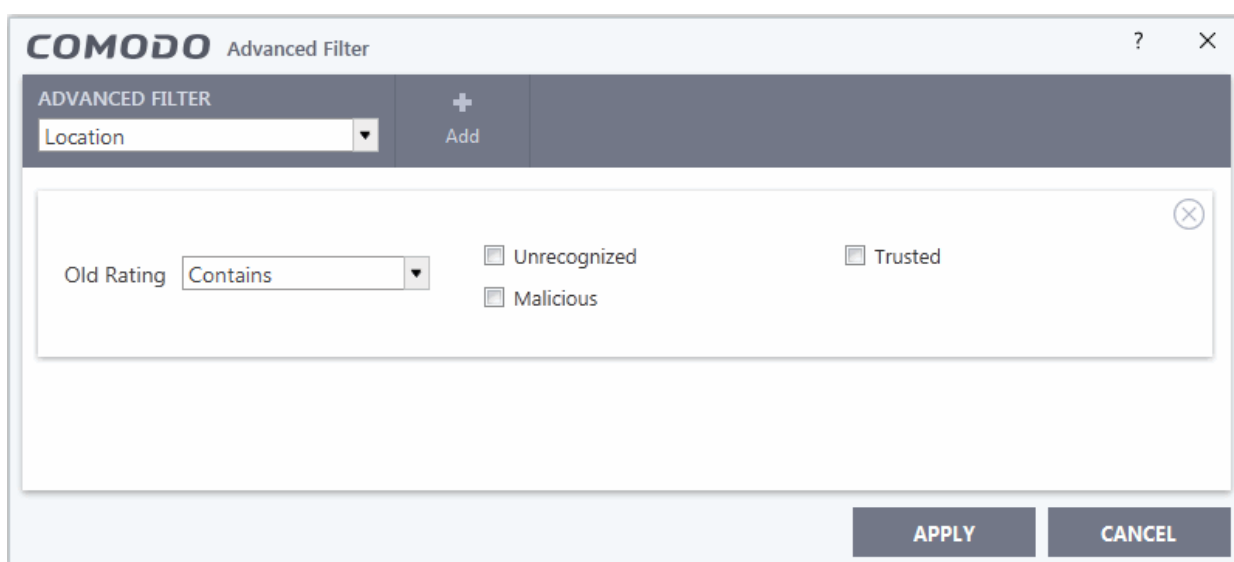 COMODO Advanced Filter ? ×
ADVANCED FILTER
Location
+
Add
Old Rating Contains
Unrecognized
Trusted
Malicious
APPLY
CANCEL